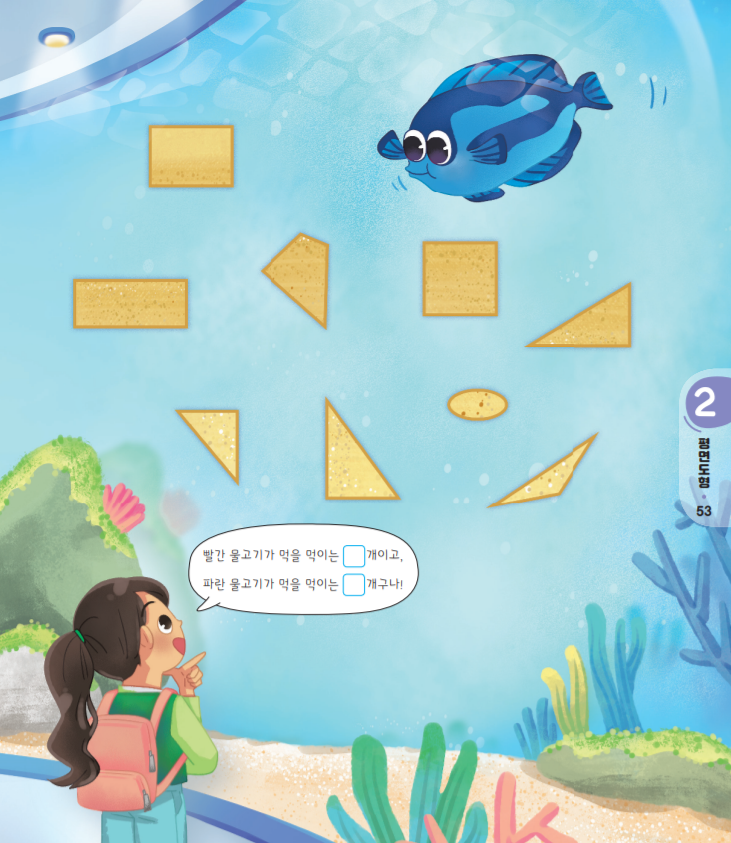 2
평면도형
53
빨간 물고기가 먹을 먹이는 개이고,
파란 물고기가 먹을 먹이는 개구나!